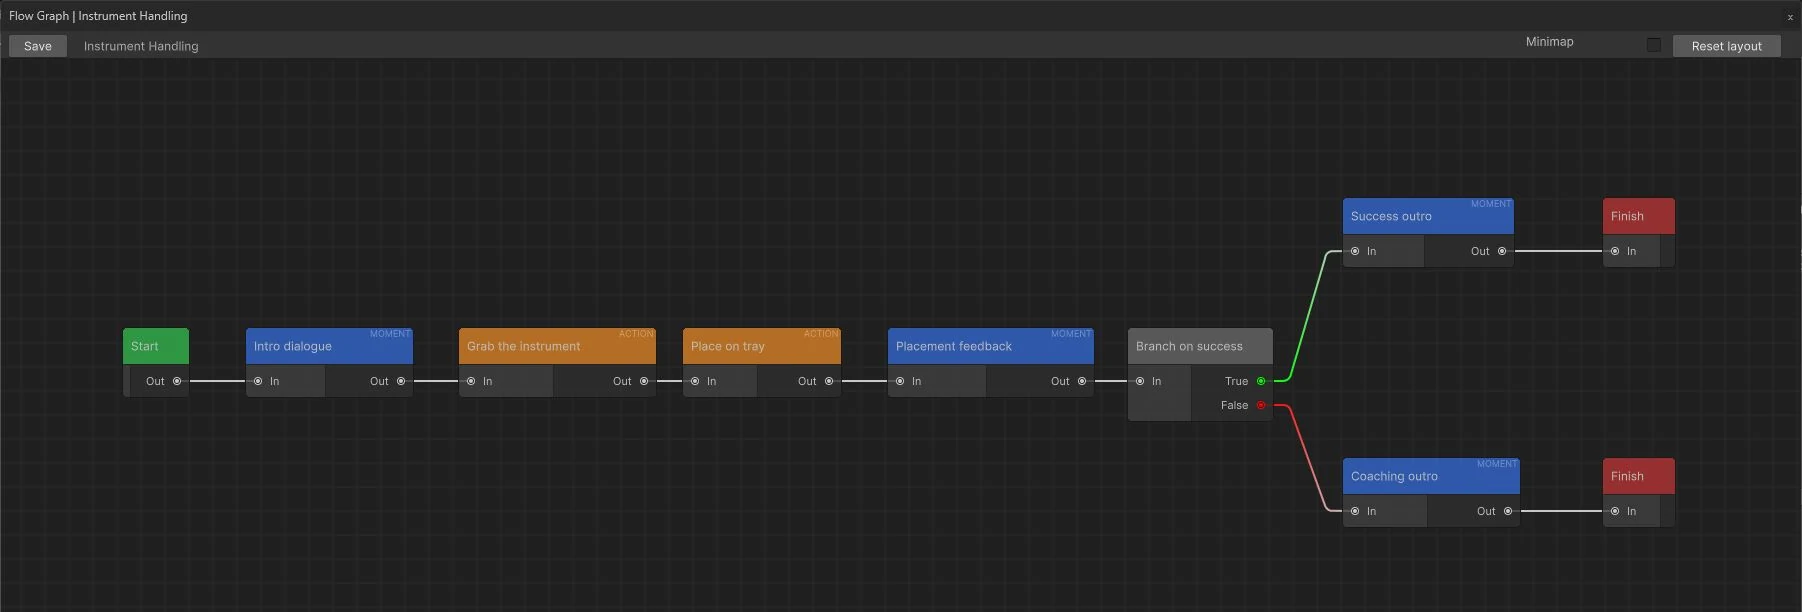 Flow Graph | Instrument Handling
x
Save
Instrument Handling
Minimap
Reset layout
MOMENT
Success outro
In
Out
Finish
In
Start
Out
MOMENT
Intro dialogue
In
Out
ACTION
Grab the instrument
In
Out
ACTION
Place on tray
In
Out
MOMENT
Placement feedback
In
Out
Branch on success
In
True
False
MOMENT
Coaching outro
In
Out
Finish
In